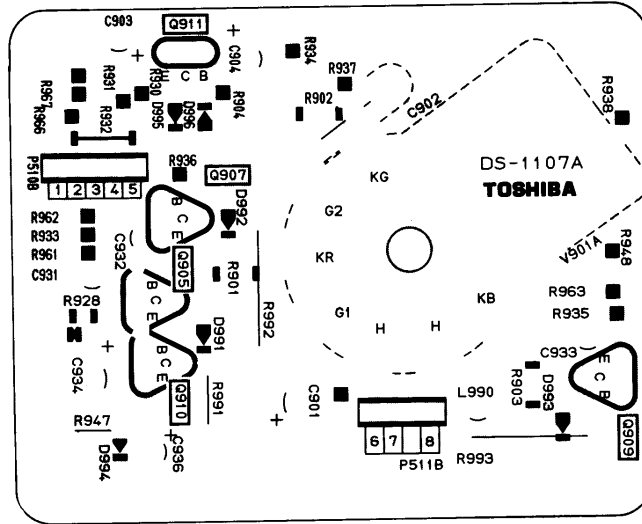 C903
Q911
C904
E C B
R934
R937
R967
R931
R930
R966
R932
D995
D996
R904
R902
C902
R938
P510B
1 2 3 4 5
R936
Q907
D992
DS-1107A
TOSHIBA
KG
G2
KR
G1
H
H
KB
V901A
R962
R933
R961
C931
C932
B C E
Q905
R901
R992
R948
R963
R935
R928
B C E
D991
C934
B C E
Q910
R991
C901
C933
E C B
R903
D993
L990
R947
D994
C936
6 7 8
P511B
R993
Q909